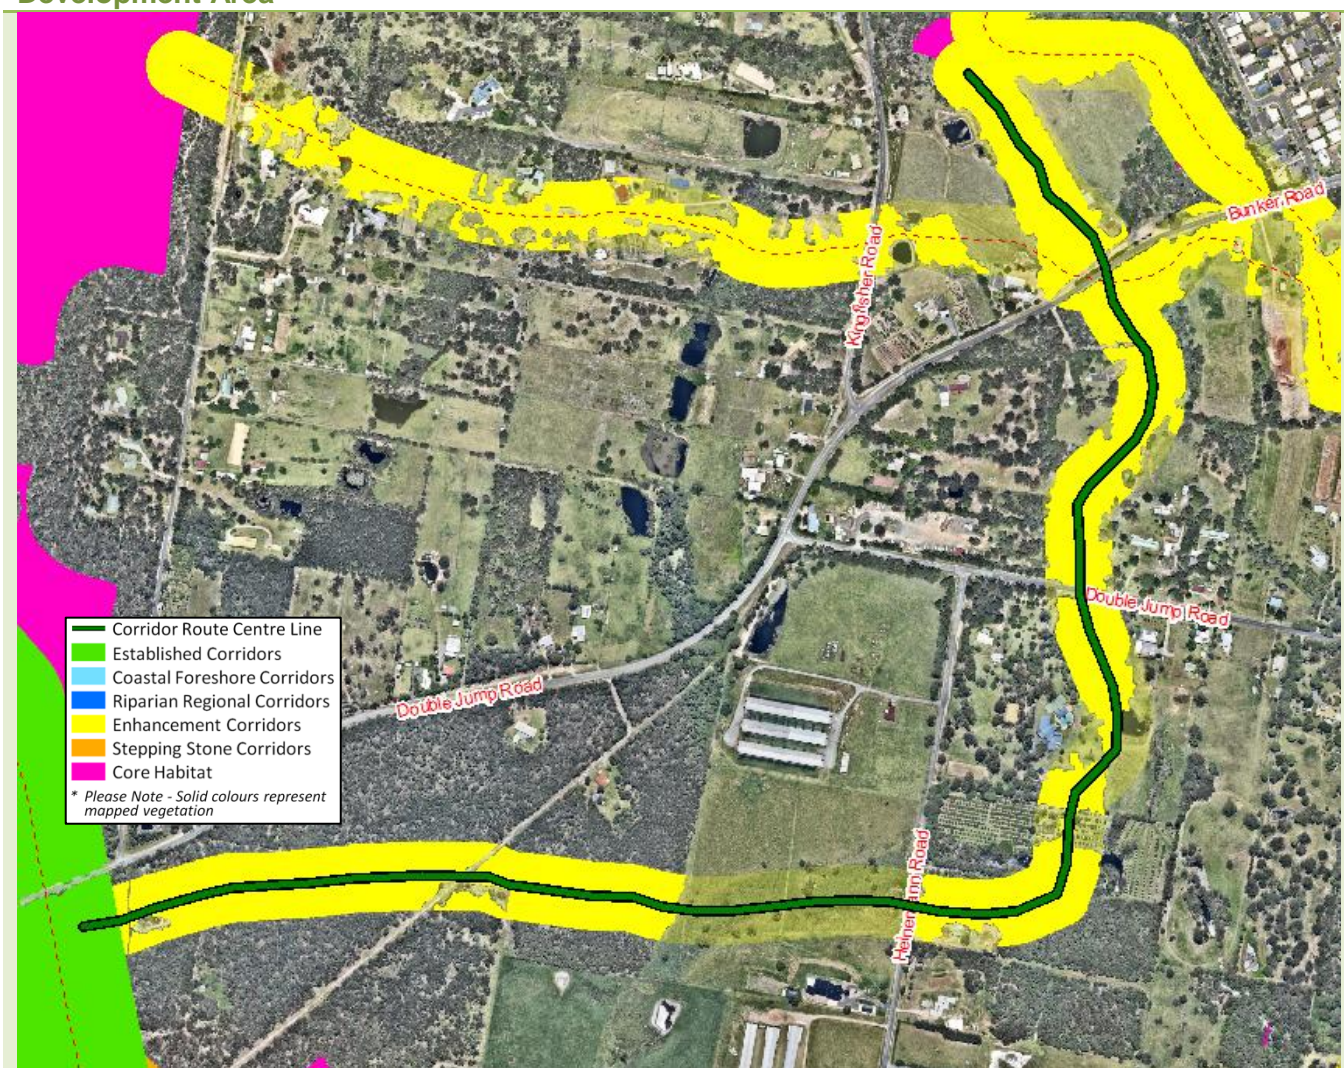 Development Area
Bunker Road
Kingfisher Road
Double Jump Road
Corridor Route Centre Line
Established Corridors
Coastal Foreshore Corridors
Riparian Regional Corridors
Enhancement Corridors
Stepping Stone Corridors
Core Habitat
* Please Note - Solid colours represent
mapped vegetation
Double Jump Road
Heinemann Road